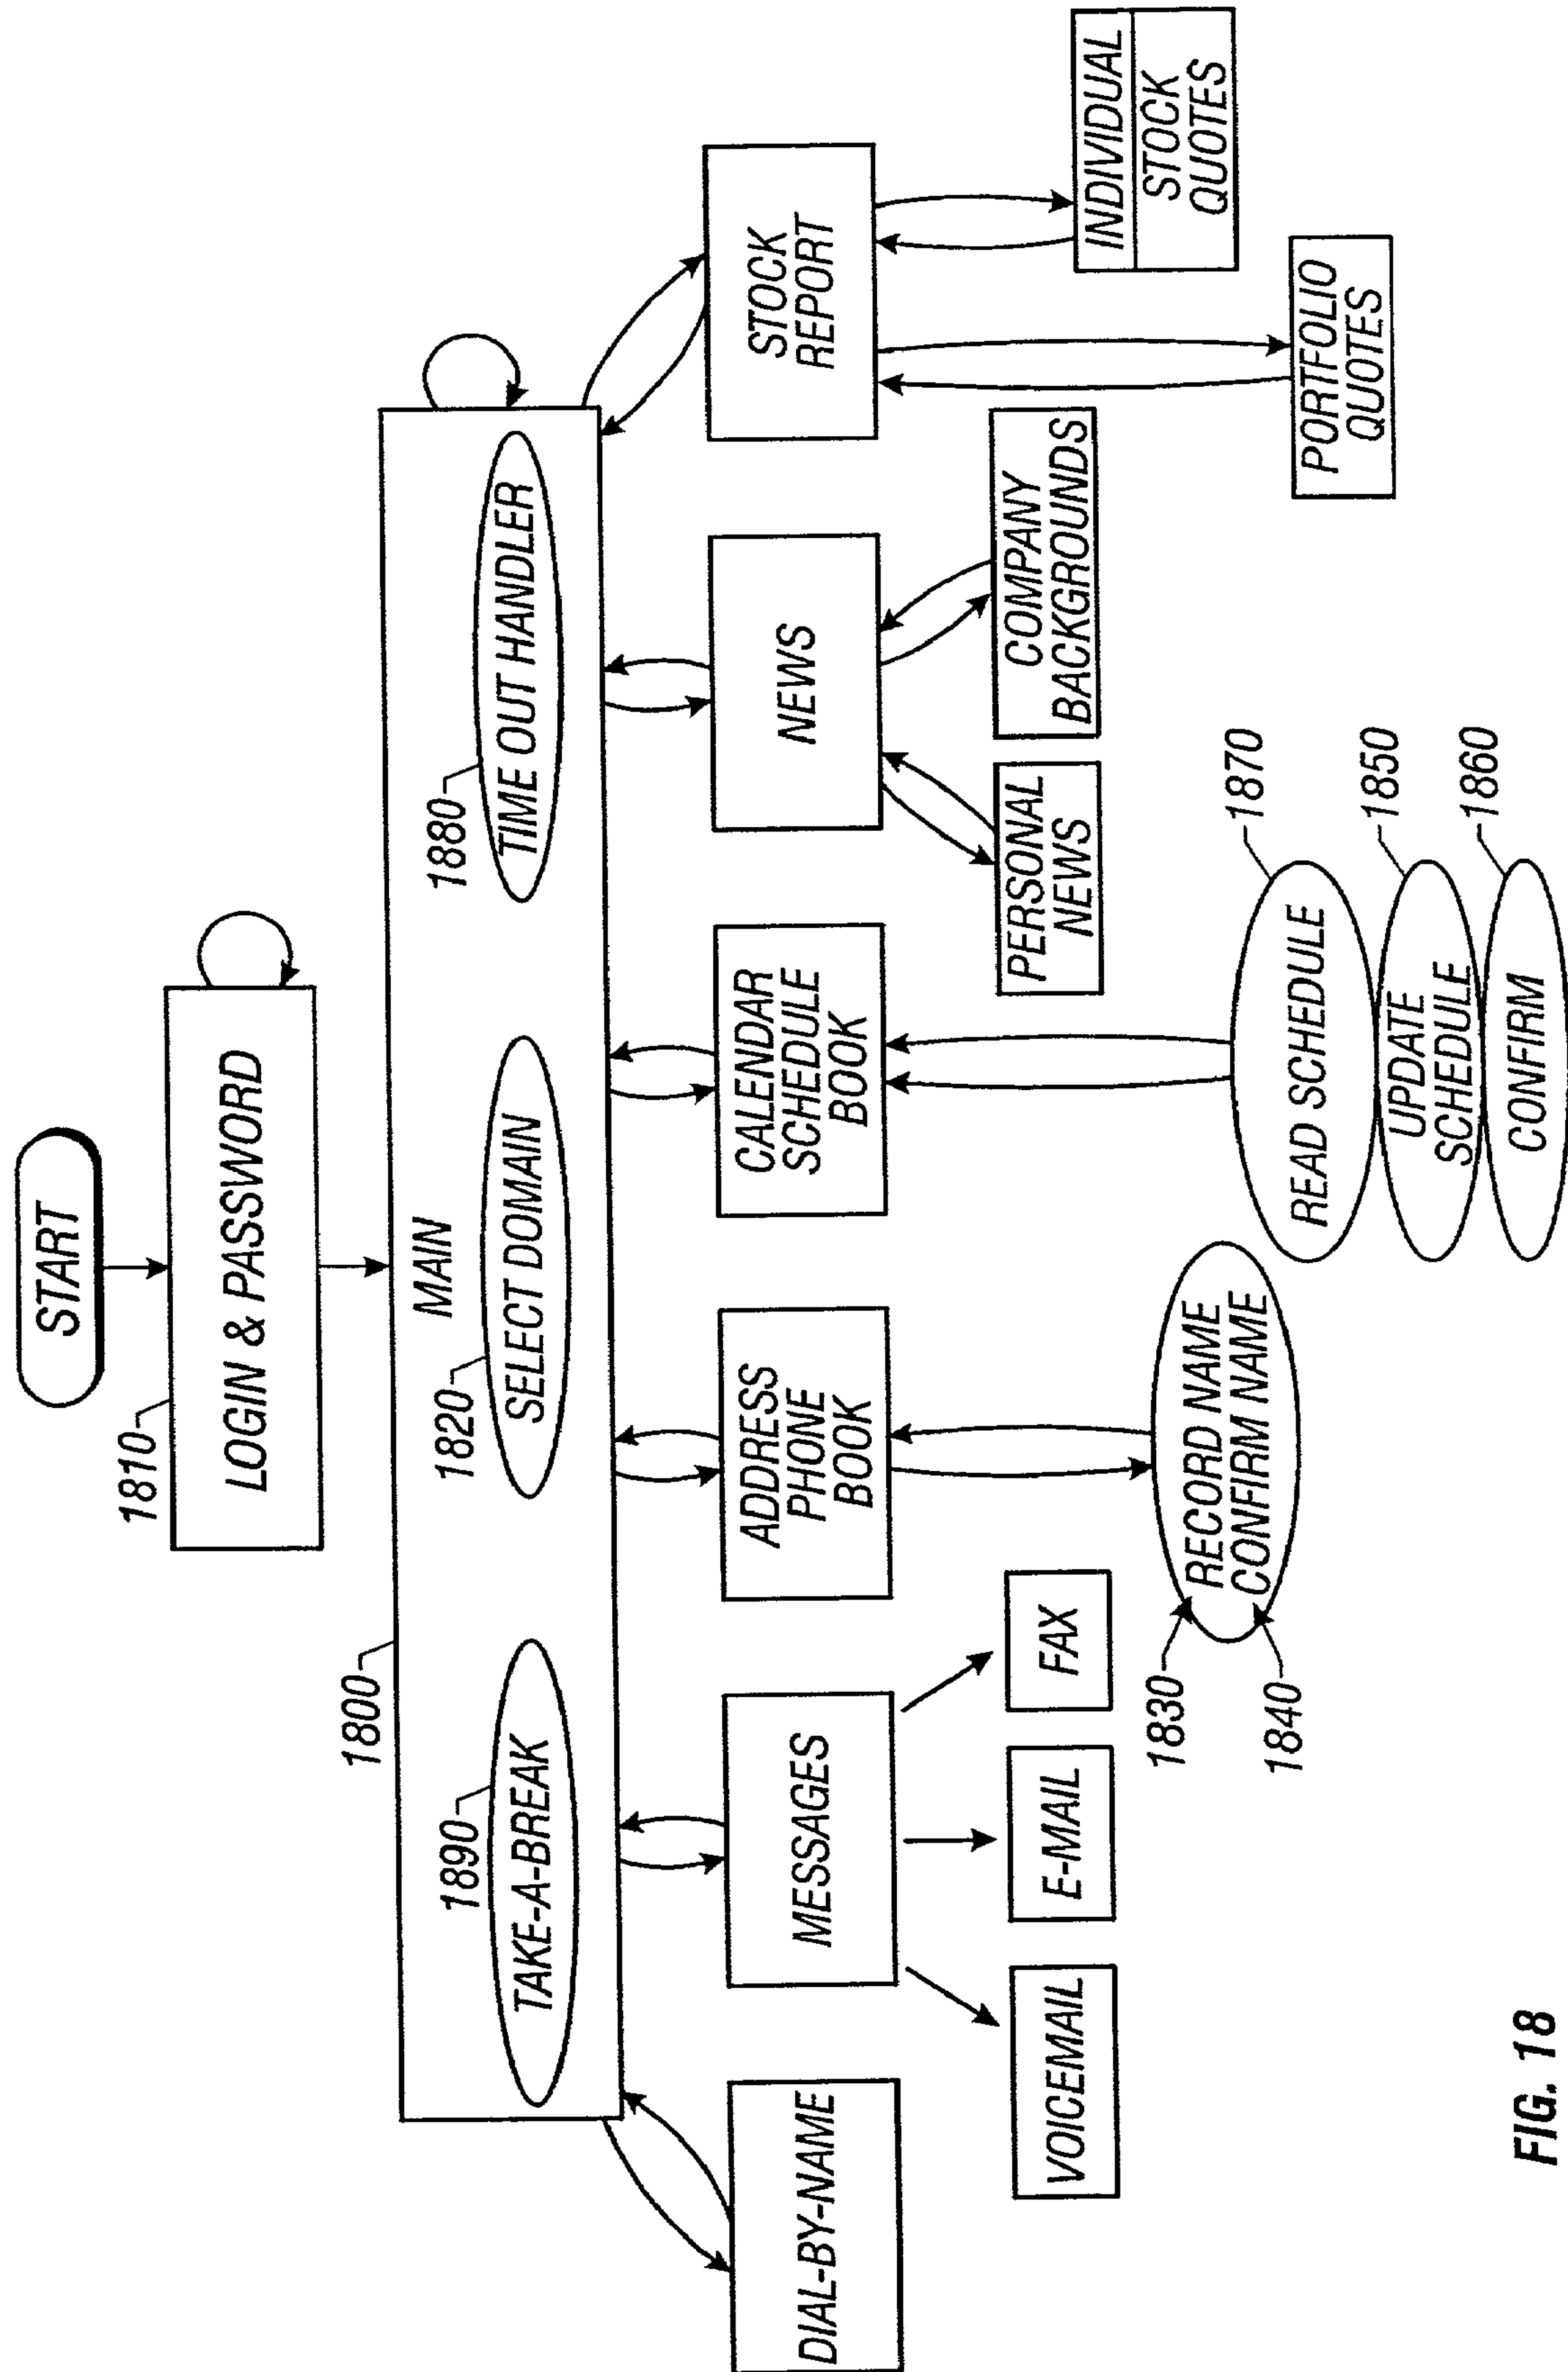 START
1810
LOGIN & PASSWORD
1800
MAIN
1890
TAKE-A-BREAK
1820
SELECT DOMAIN
1880
TIME OUT HANDLER
DIAL-BY-NAME
MESSAGES
ADDRESS
PHONE
BOOK
CALENDAR
SCHEDULE
BOOK
NEWS
STOCK
REPORT
VOICEMAIL
E-MAIL
FAX
PERSONAL
NEWS
COMPANY
BACKGROUNDS
INDIVIDUAL
STOCK
QUOTES
1830
RECORD NAME
CONFIRM NAME
1840
READ SCHEDULE
1870
UPDATE
SCHEDULE
1850
CONFIRM
1860
PORTFOLIO
QUOTES
FIG. 18